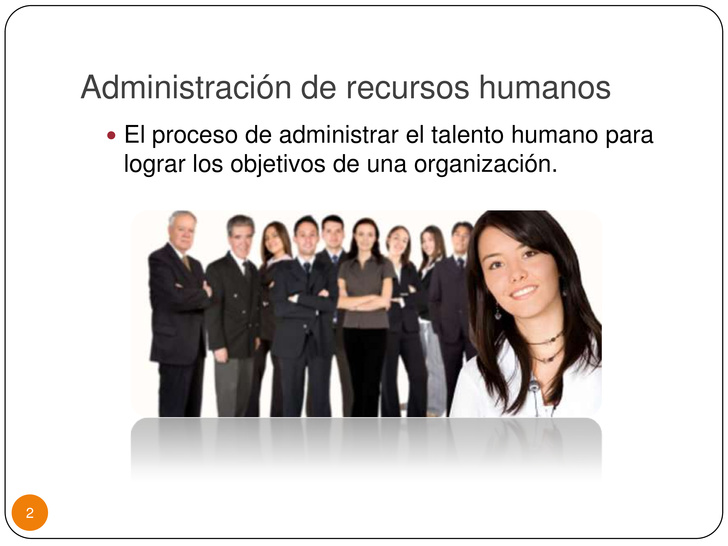 Administración de recursos humanos
• El proceso de administrar el talento humano para
lograr los objetivos de una organización.
2